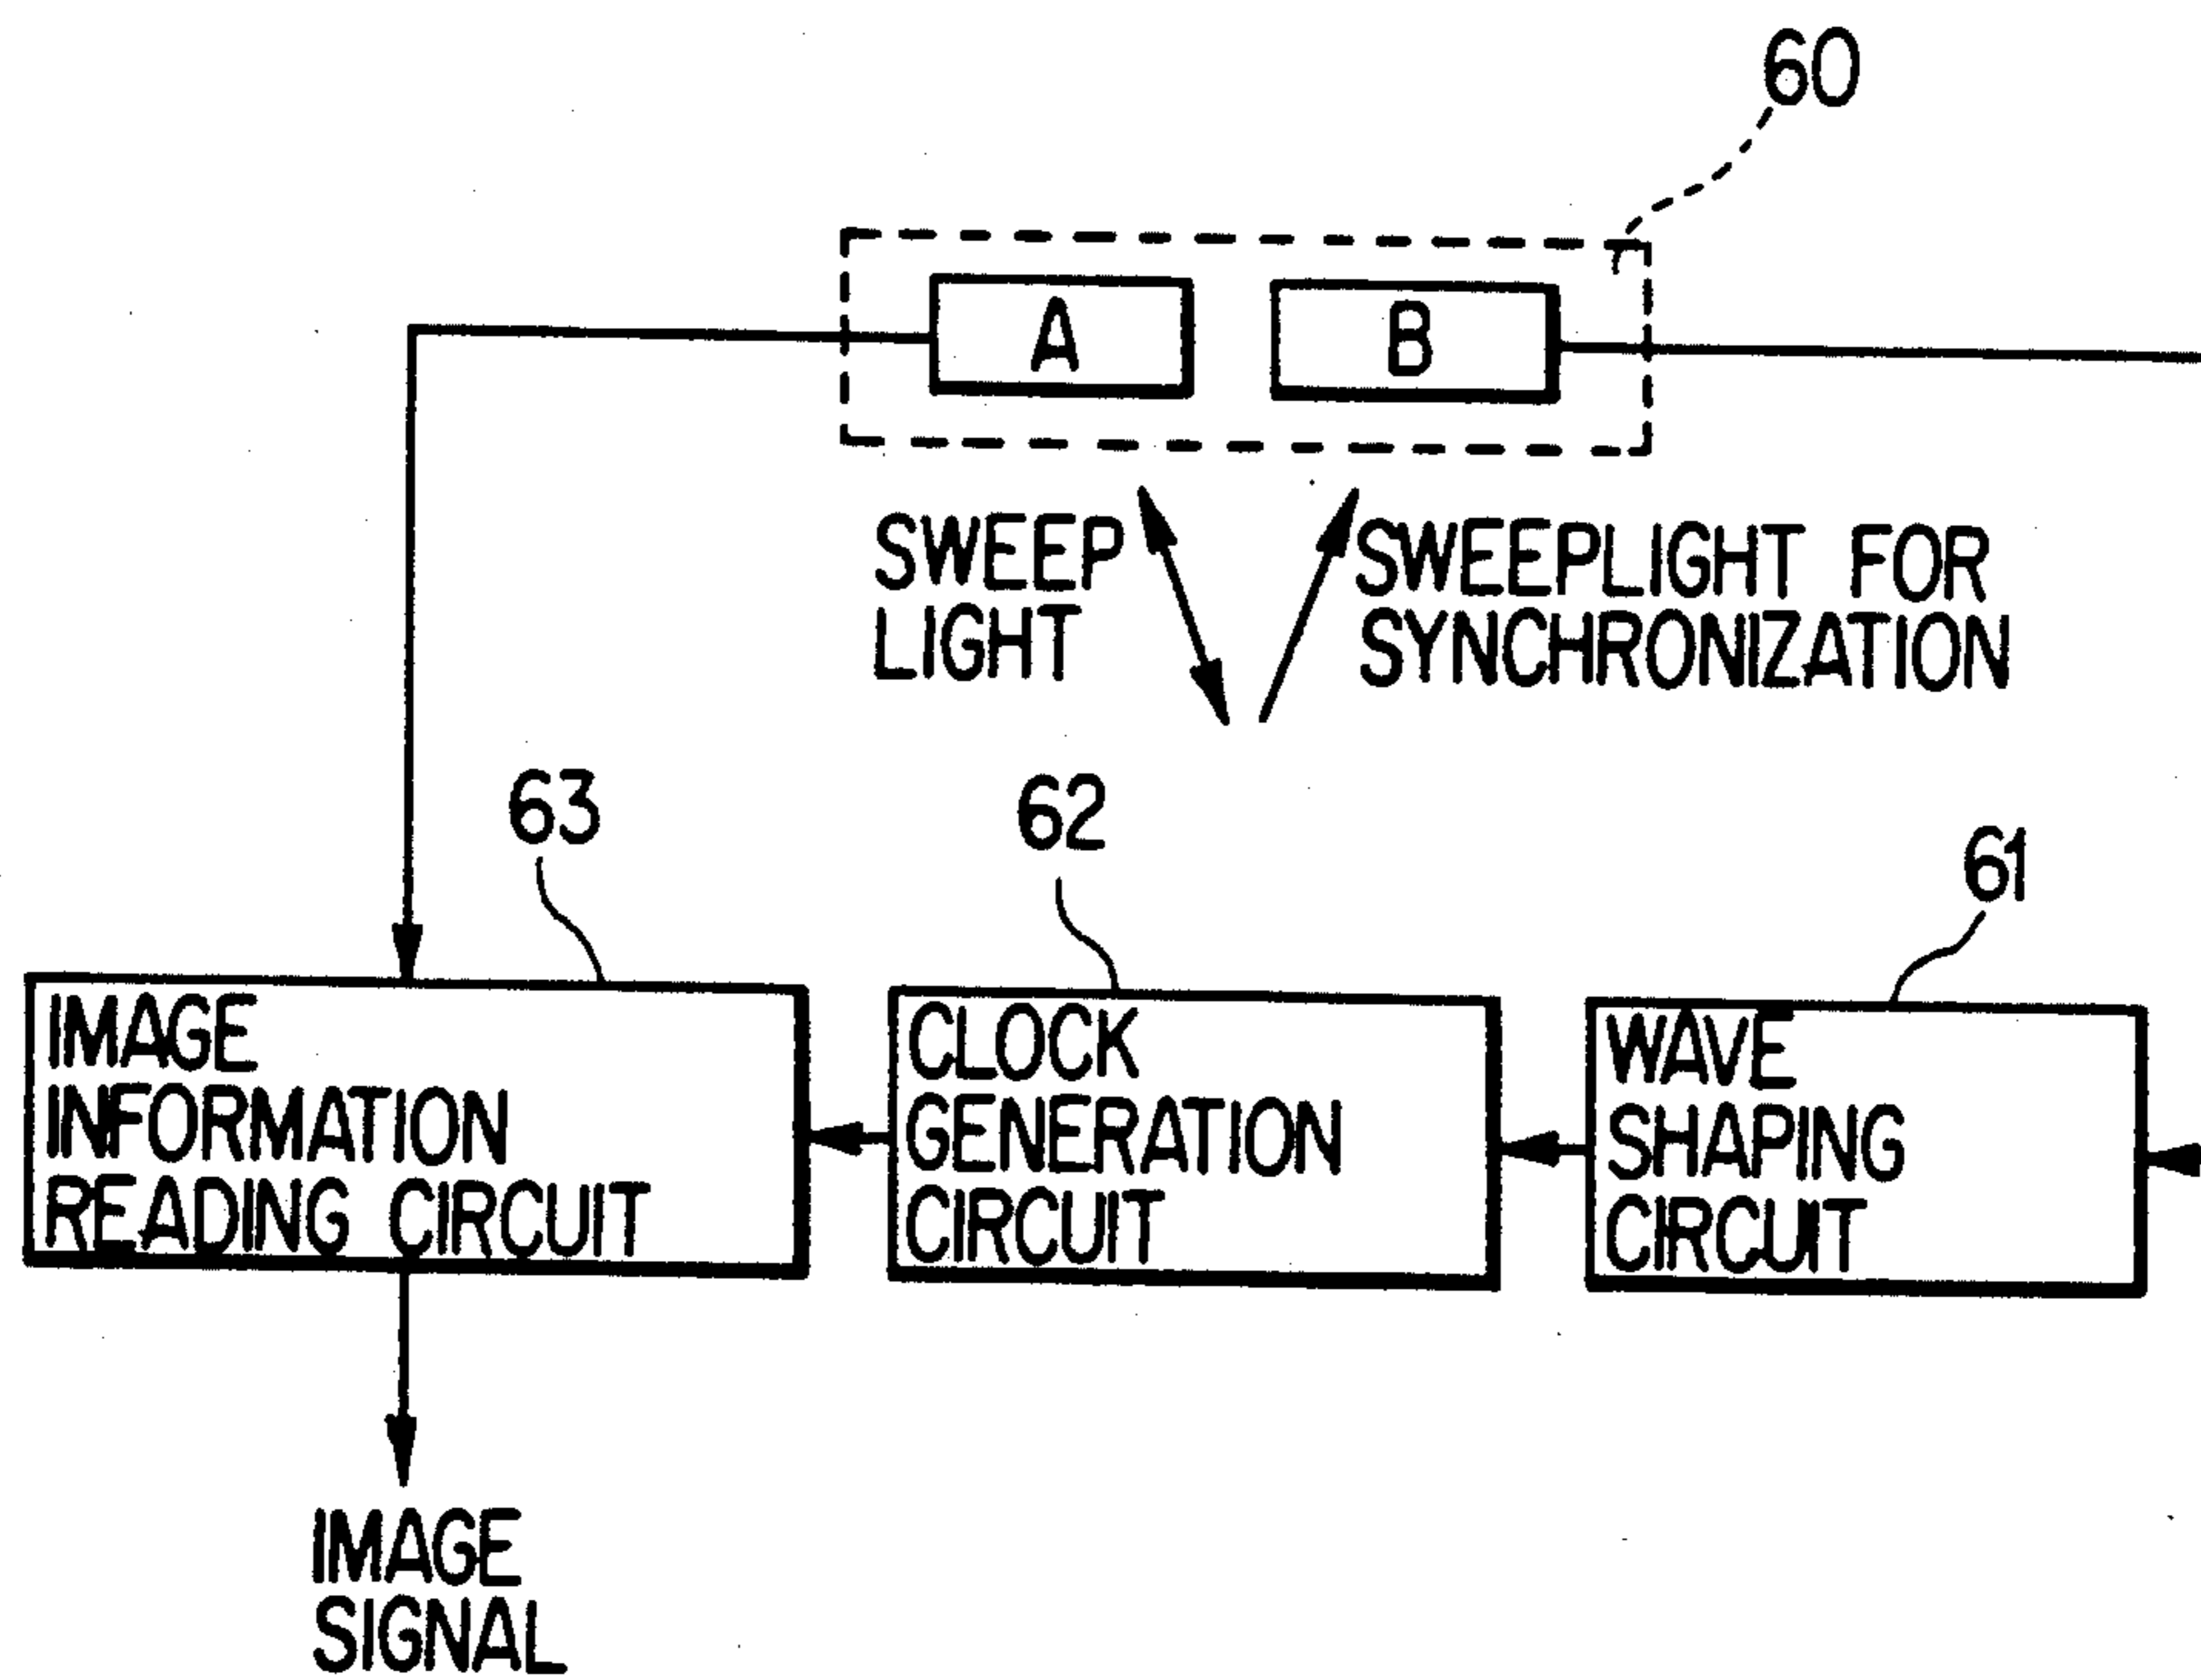 60
A
B
SWEEP
LIGHT
SWEEPLIGHT FOR
SYNCHRONIZATION
63
62
61
IMAGE
INFORMATION
READING CIRCUIT
CLOCK
GENERATION
CIRCUIT
WAVE
SHAPING
CIRCUIT
IMAGE
SIGNAL